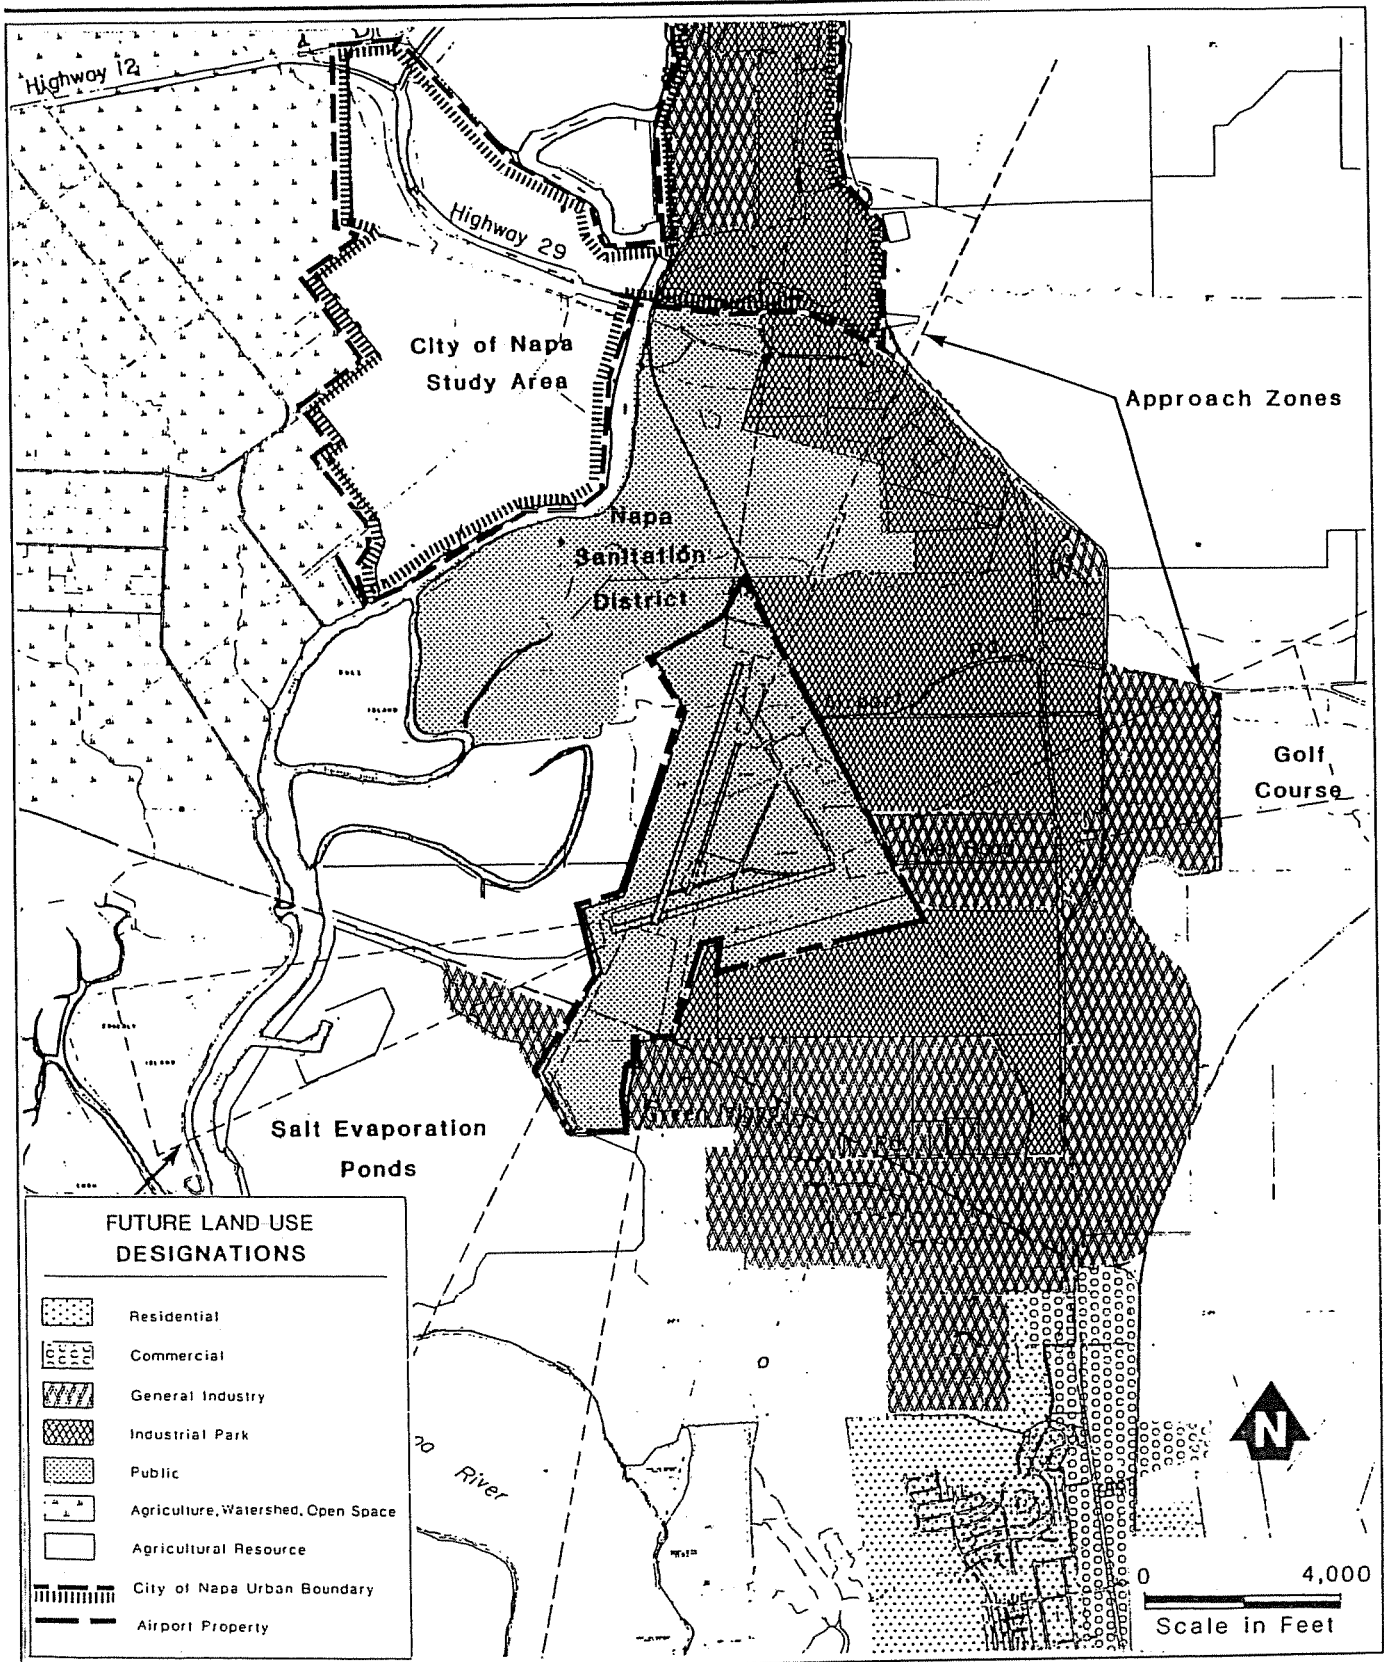 Highway 12
Highway 29
City of Napa
Study Area
Approach Zones
Napa
Sanitation
District
Golf
Course
ISLAND
ISLAND
Salt Evaporation
Ponds
River
FUTURE LAND USE
DESIGNATIONS
Residential
Commercial
General Industry
Industrial Park
Public
Agriculture, Watershed, Open Space
Agricultural Resource
City of Napa Urban Boundary
Airport Property
N
0
4,000
Scale in Feet